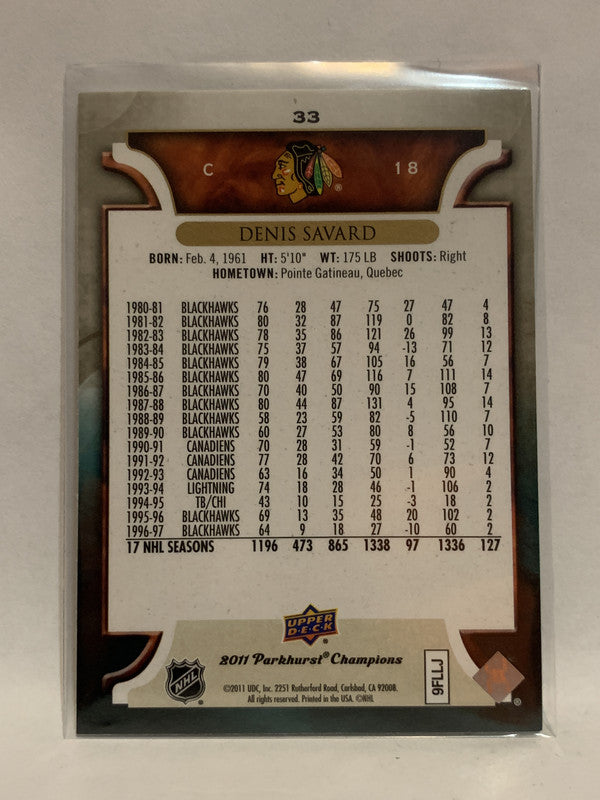 33
C 18
DENIS SAVARD
BORN: Feb. 4, 1961 HT: 5'10" WT: 175 LB SHOOTS: Right
HOMETOWN: Pointe Gatineau, Quebec
1980-81 BLACKHAWKS 76 28 47 75 27 47 4
1981-82 BLACKHAWKS 80 32 87 119 0 82 8
1982-83 BLACKHAWKS 78 35 86 121 26 99 13
1983-84 BLACKHAWKS 75 37 57 94 -13 71 12
1984-85 BLACKHAWKS 79 38 67 105 16 56 7
1985-86 BLACKHAWKS 80 47 69 116 7 111 14
1986-87 BLACKHAWKS 70 40 50 90 15 108 7
1987-88 BLACKHAWKS 80 44 87 131 4 95 14
1988-89 BLACKHAWKS 58 23 59 82 -5 110 7
1989-90 BLACKHAWKS 60 27 53 80 8 56 10
1990-91 CANADIENS 70 28 31 59 -1 52 7
1991-92 CANADIENS 77 28 42 70 6 73 12
1992-93 CANADIENS 63 16 34 50 1 90 4
1993-94 LIGHTNING 74 18 28 46 -1 106 2
1994-95 TB/CHI 43 10 15 25 -3 18 2
1995-96 BLACKHAWKS 69 13 35 48 20 102 2
1996-97 BLACKHAWKS 64 9 18 27 -10 60 2
17 NHL SEASONS 1196 473 865 1338 97 1336 127
UPPER
D·E·C·K
2011 Parkhurst® Champions
NHL
©2011 UDC, Inc. 2251 Rutherford Road, Carlsbad, CA 92008.
All rights reserved. Printed in the USA. ©NHL
9FLLJ